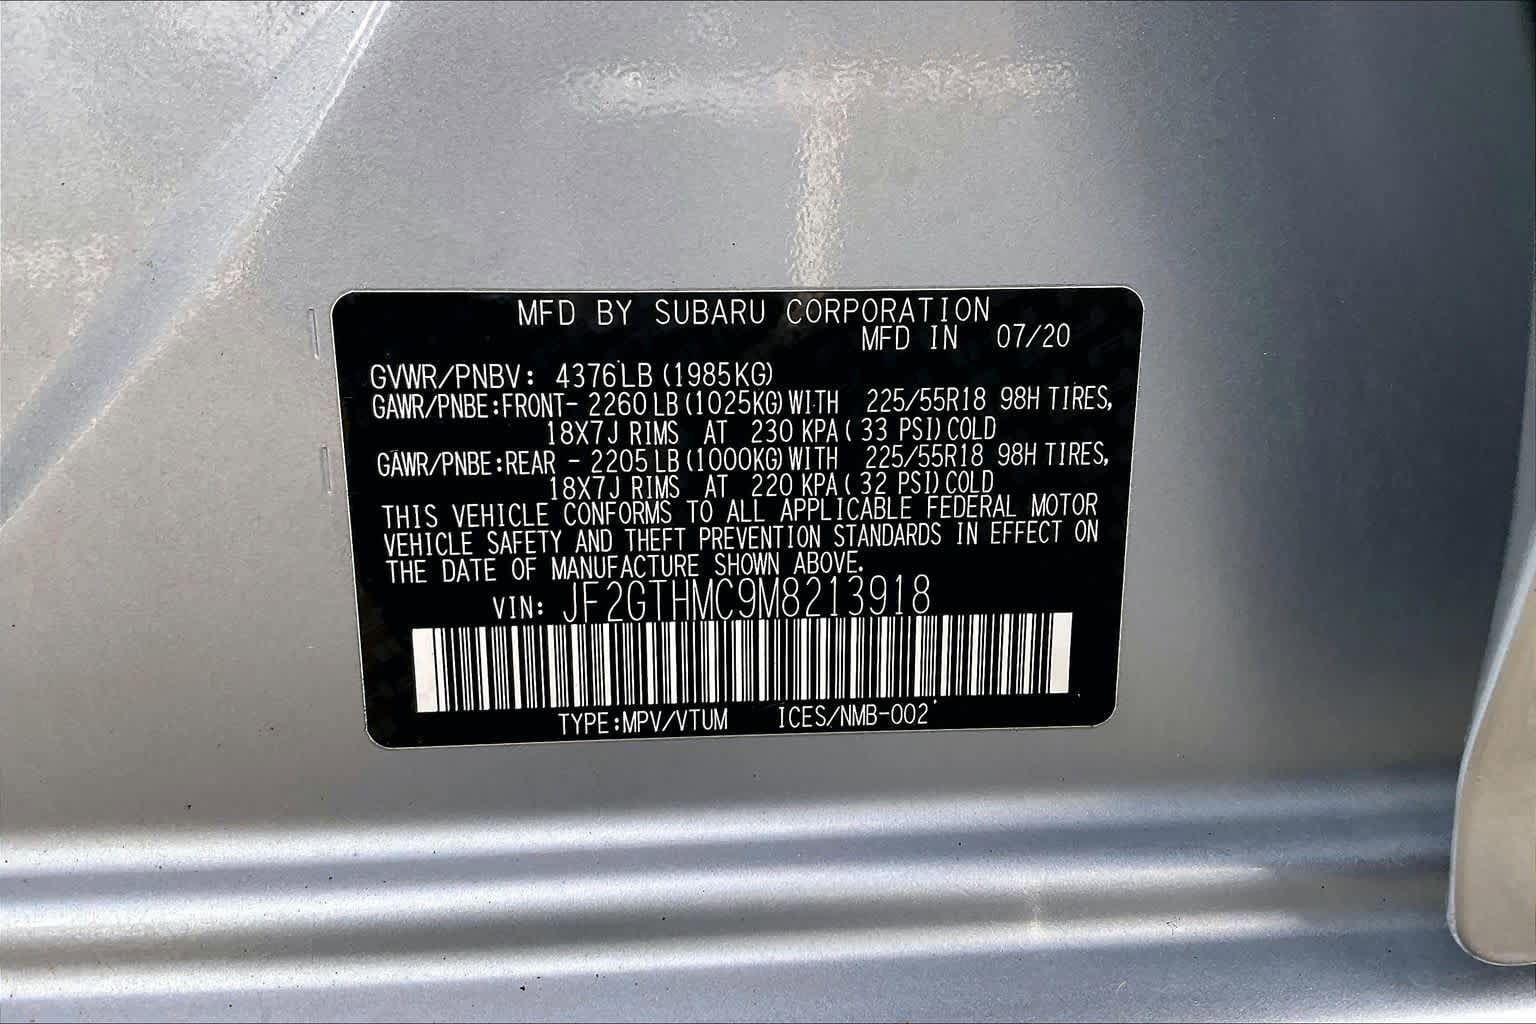 MFD BY SUBARU CORPORATION
MFD IN 07/20
GVWR/PNBV: 4376LB (1985KG)
GAWR/PNBE:FRONT- 2260 LB (1025KG) WITH 225/55R18 98H TIRES,
18X7J RIMS AT 230 KPA ( 33 PSI) COLD
GAWR/PNBE:REAR - 2205 LB (1000KG) WITH 225/55R18 98H TIRES,
18X7J RIMS AT 220 KPA ( 32 PSI) COLD
THIS VEHICLE CONFORMS TO ALL APPLICABLE FEDERAL MOTOR
VEHICLE SAFETY AND THEFT PREVENTION STANDARDS IN EFFECT ON
THE DATE OF MANUFACTURE SHOWN ABOVE.
VIN: JF2GTHMC9M8213918
TYPE:MPV/VTUM ICES/NMB-002